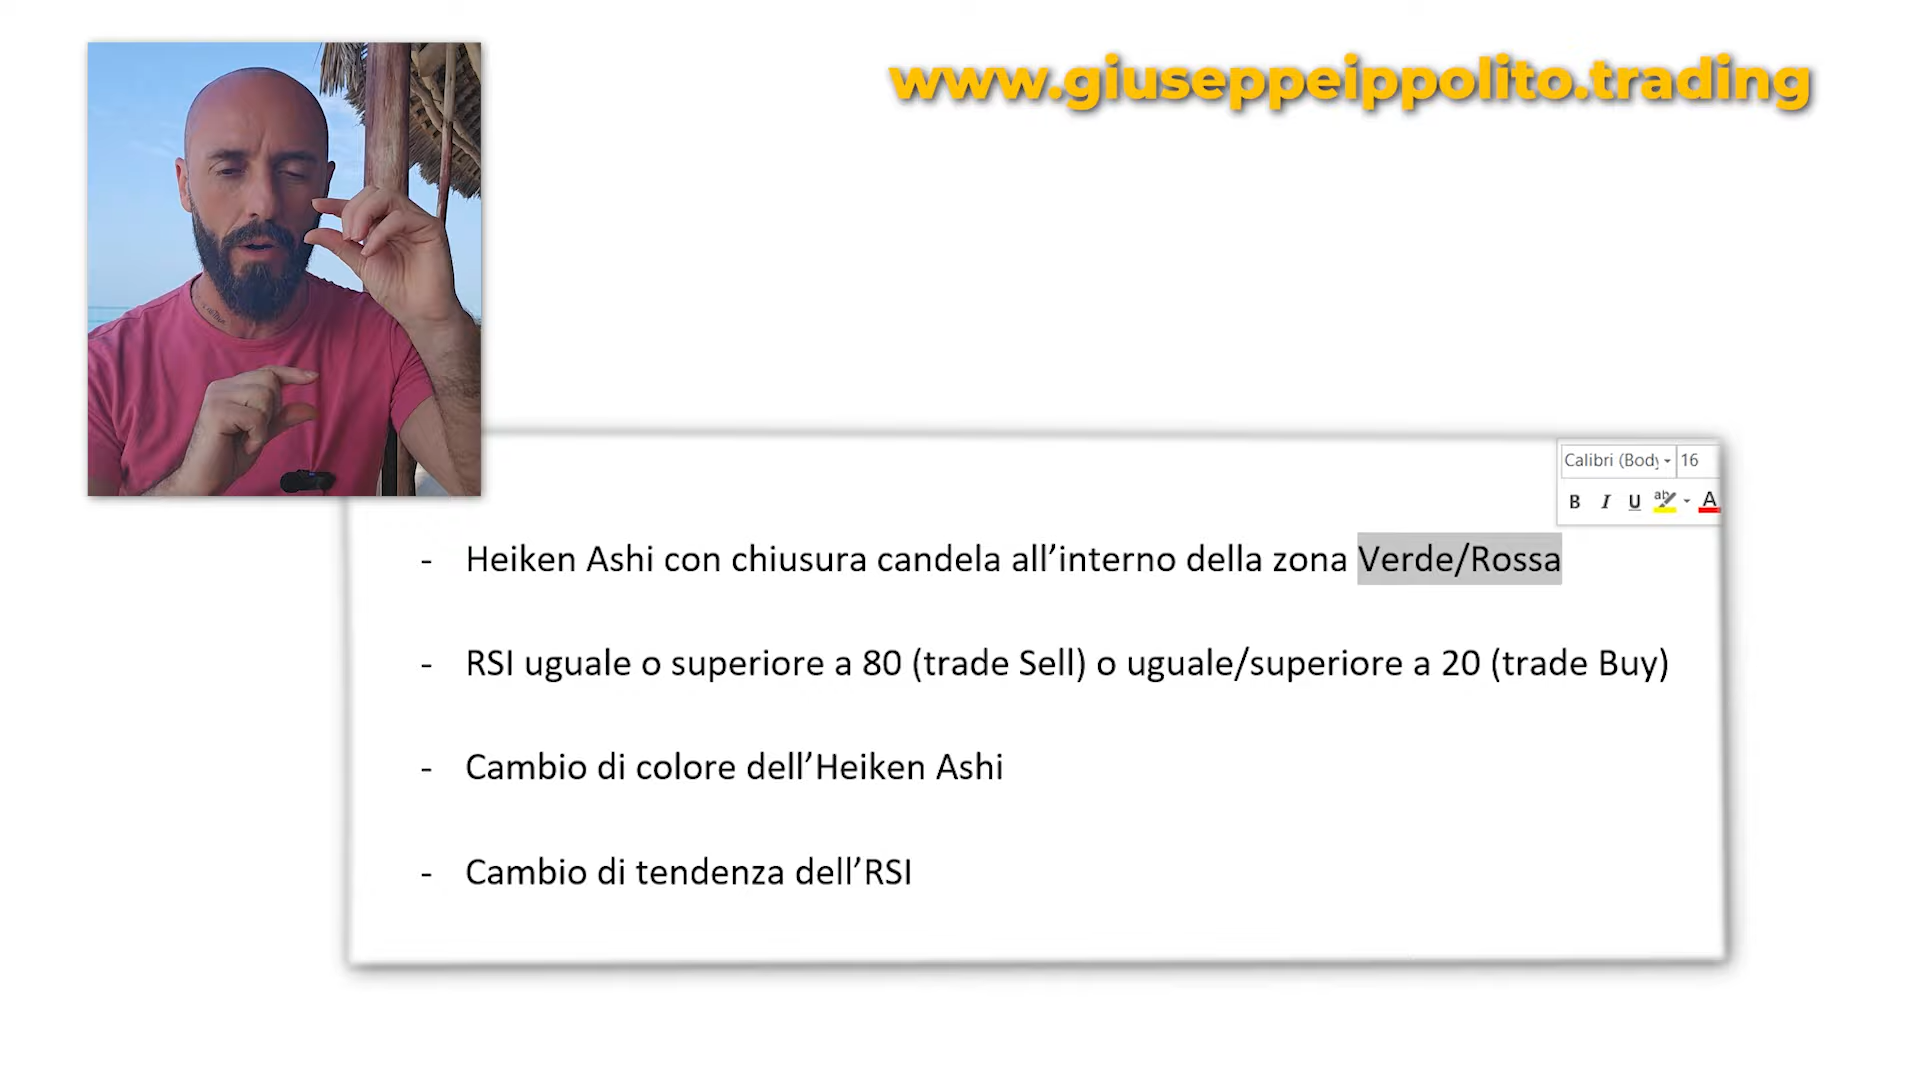 www.giuseppeippolito.trading
Calibri (Body
16
B I U ab A
- Heiken Ashi con chiusura candela all’interno della zona Verde/Rossa
- RSI uguale o superiore a 80 (trade Sell) o uguale/superiore a 20 (trade Buy)
- Cambio di colore dell’Heiken Ashi
- Cambio di tendenza dell’RSI